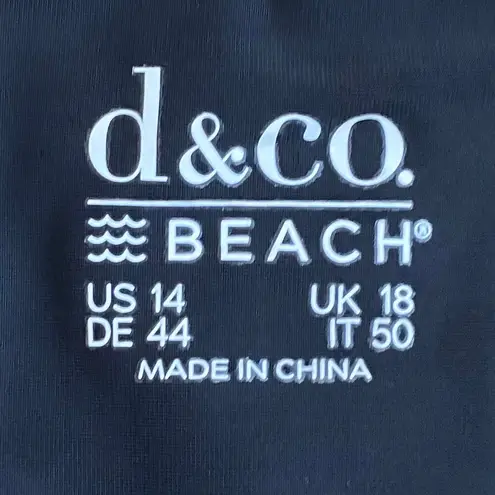 d&co.
BEACH®
US 14 UK 18
DE 44 IT 50
MADE IN CHINA